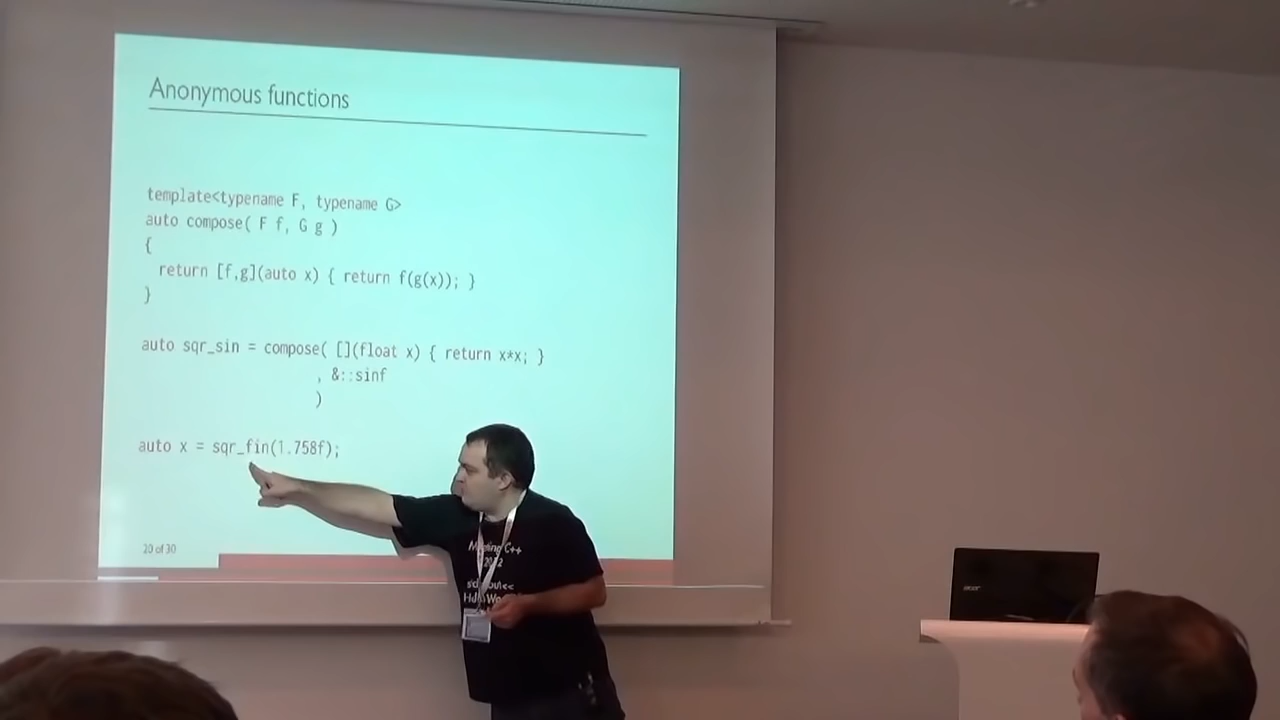 Anonymous functions
template<typename F, typename G>
auto compose( F f, G g )
{
return [f,g](auto x) { return f(g(x)); }
}
auto sqr_sin = compose( [](float x) { return x*x; }
, &::sinf
)
auto x = sqr_fin(1.758f);
20 of 30
C++
acer